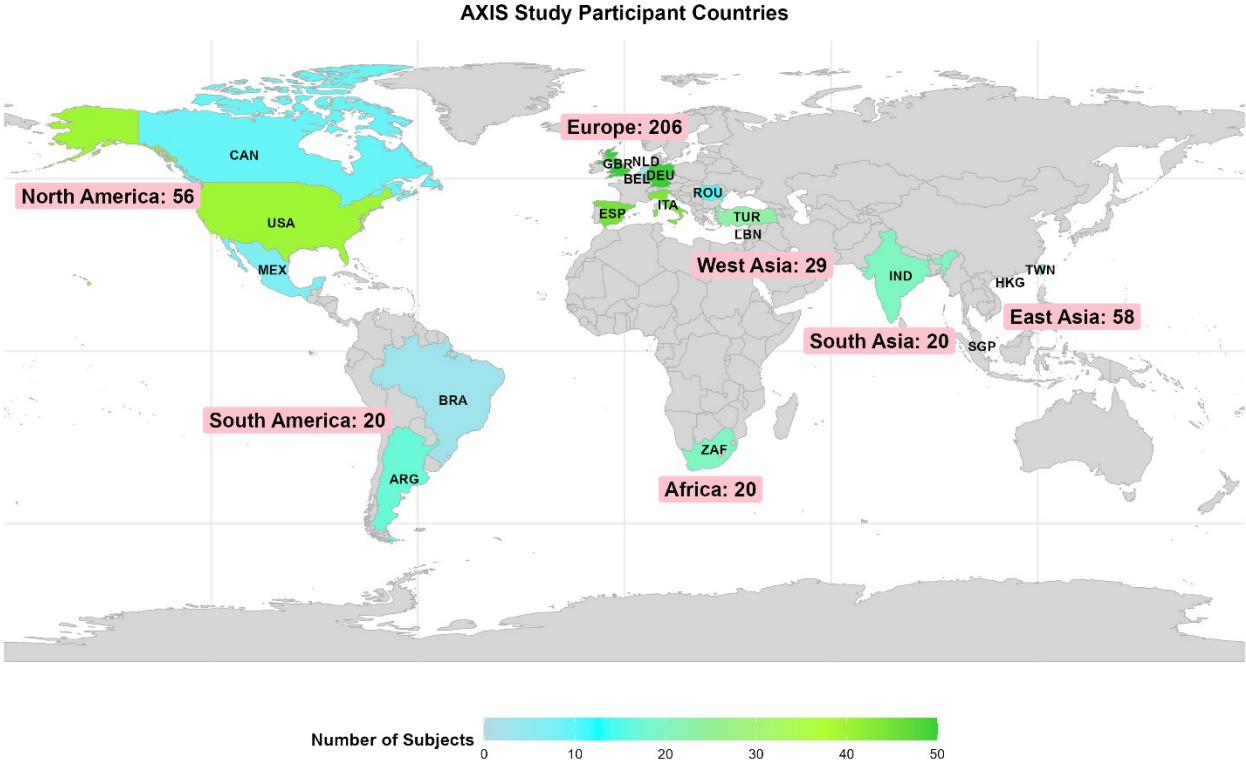 AXIS Study Participant Countries
Europe: 206
CAN
GBR
NLD
BEL
DEU
North America: 56
ROU
ITA
ESP
USA
TUR
LBN
West Asia: 29
MEX
IND
TWN
HKG
East Asia: 58
South Asia: 20
SGP
BRA
South America: 20
ZAF
ARG
Africa: 20
Number of Subjects
0 10 20 30 40 50